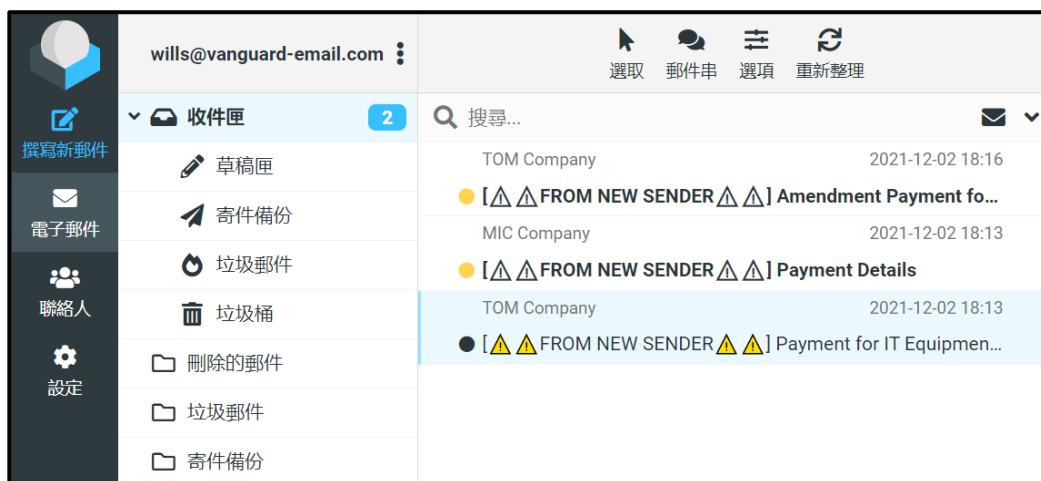 wills@vanguard-email.com
選取 郵件串 選項 重新整理
撰寫新郵件
電子郵件
聯絡人
設定
收件匣 2
草稿匣
寄件備份
垃圾郵件
垃圾桶
刪除的郵件
垃圾郵件
寄件備份
搜尋...
TOM Company 2021-12-02 18:16
[⚠ ⚠FROM NEW SENDER⚠ ⚠] Amendment Payment fo...
MIC Company 2021-12-02 18:13
[⚠ ⚠FROM NEW SENDER⚠ ⚠] Payment Details
TOM Company 2021-12-02 18:13
[⚠ ⚠FROM NEW SENDER⚠ ⚠] Payment for IT Equipmen...